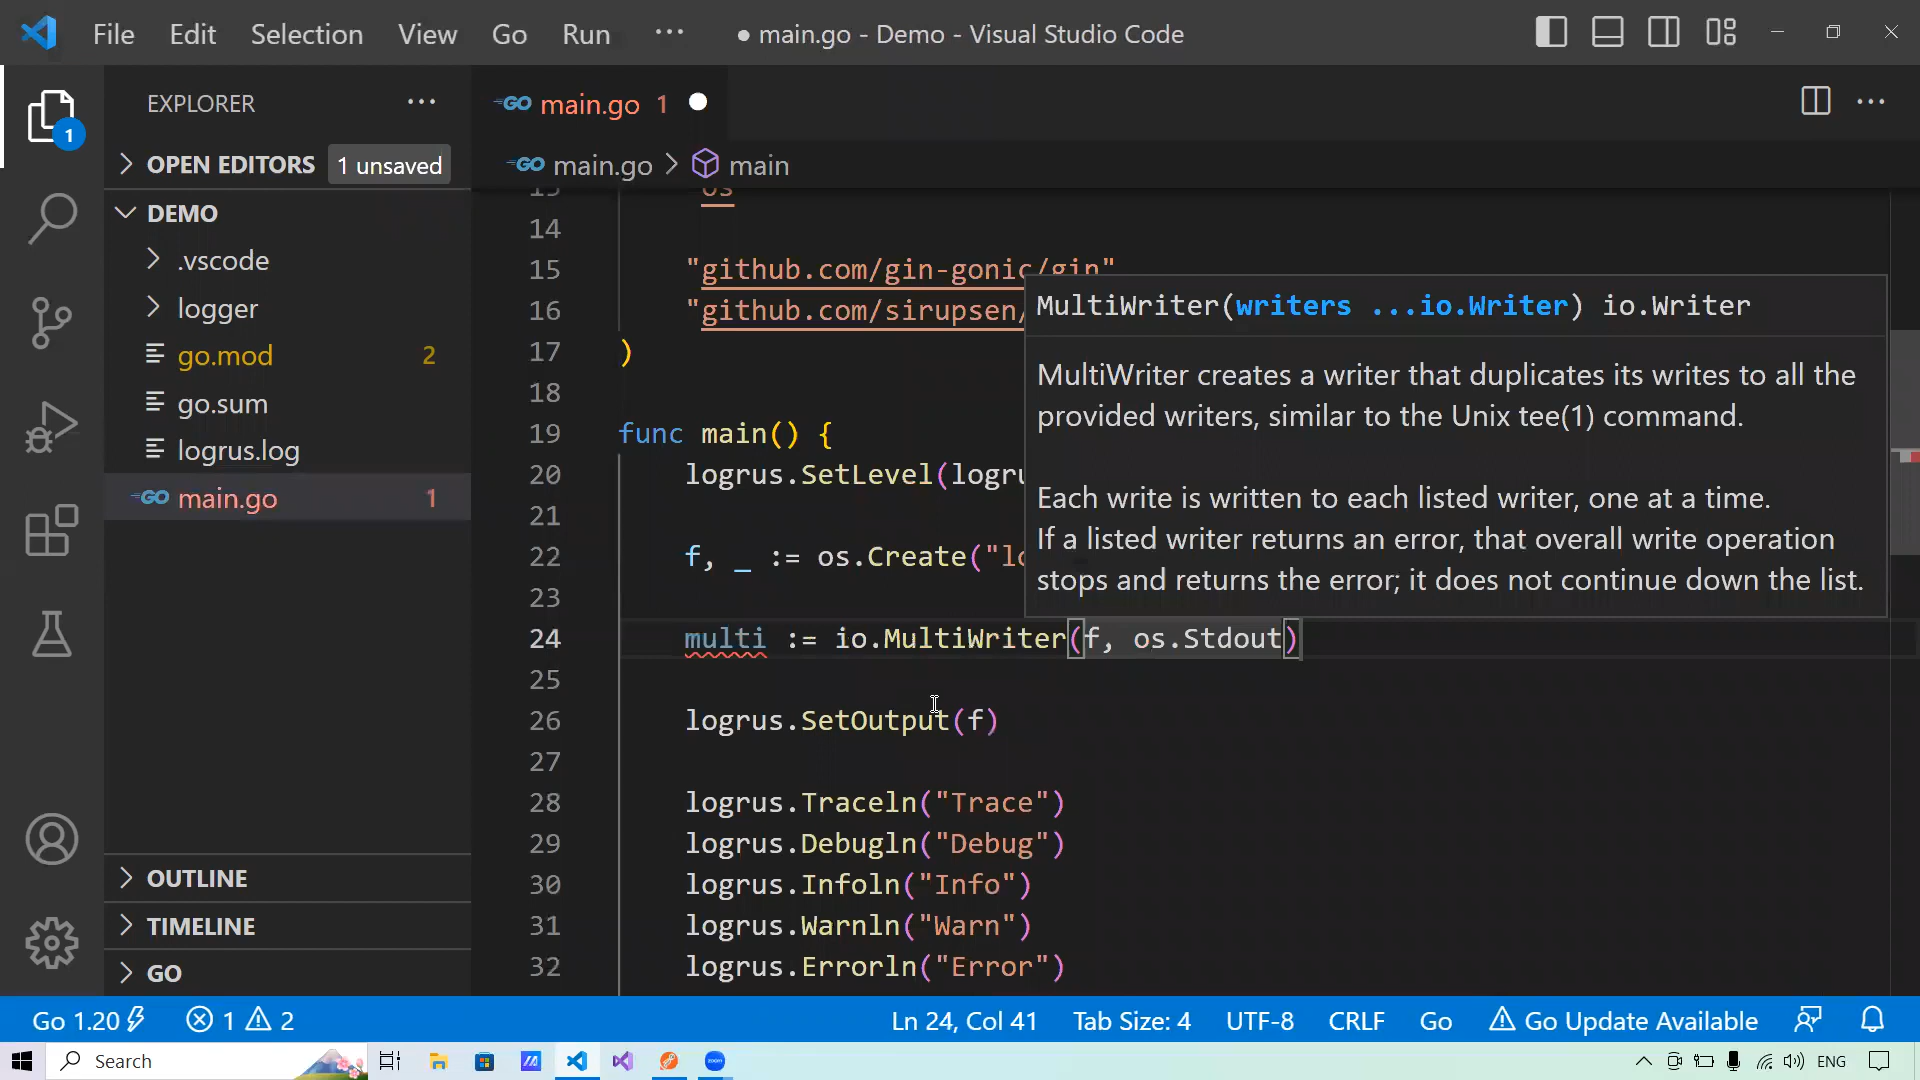 File Edit Selection View Go Run ··· ● main.go - Demo - Visual Studio Code
EXPLORER ···
GO main.go 1 ●
OPEN EDITORS 1 unsaved
GO main.go > main
DEMO
.vscode
logger
go.mod 2
go.sum
logrus.log
GO main.go 1
OUTLINE
TIMELINE
GO
14
15 "github.com/gin-gonic/gin"
16 "github.com/sirupsen/
17 )
18
19 func main() {
20 logrus.SetLevel(logru
21
22 f, _ := os.Create("lo
23
24 multi := io.MultiWriter(f, os.Stdout)
25
26 logrus.SetOutput(f)
27
28 logrus.Traceln("Trace")
29 logrus.Debugln("Debug")
30 logrus.Infoln("Info")
31 logrus.Warnln("Warn")
32 logrus.Errorln("Error")
MultiWriter(writers ...io.Writer) io.Writer
MultiWriter creates a writer that duplicates its writes to all the
provided writers, similar to the Unix tee(1) command.
Each write is written to each listed writer, one at a time.
If a listed writer returns an error, that overall write operation
stops and returns the error; it does not continue down the list.
Go 1.20 1 2 Ln 24, Col 41 Tab Size: 4 UTF-8 CRLF Go Go Update Available
Search zoom ENG